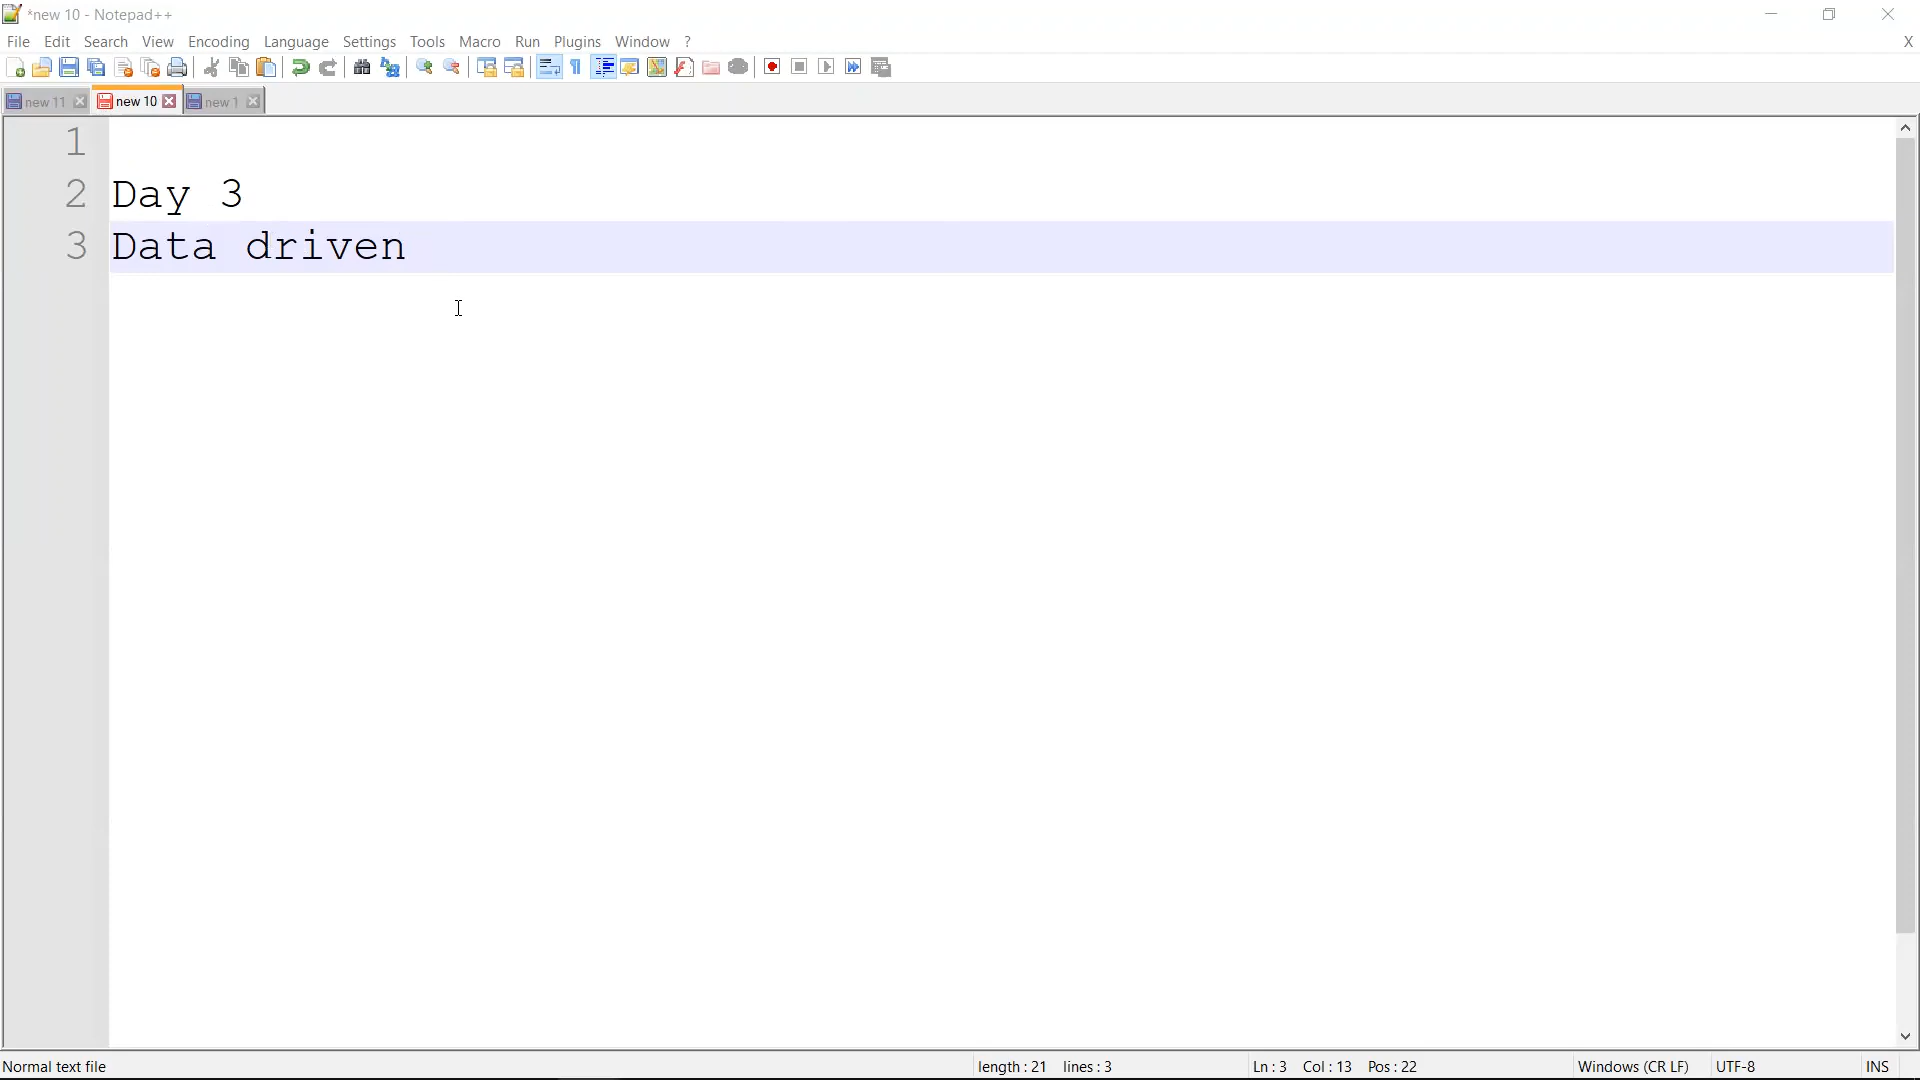 *new 10 - Notepad++
File Edit Search View Encoding Language Settings Tools Macro Run Plugins Window ? X
new 11 new 10 new 1
1
2 Day 3
3 Data driven
Normal text file length : 21 lines : 3 Ln : 3 Col : 13 Pos : 22 Windows (CR LF) UTF-8 INS